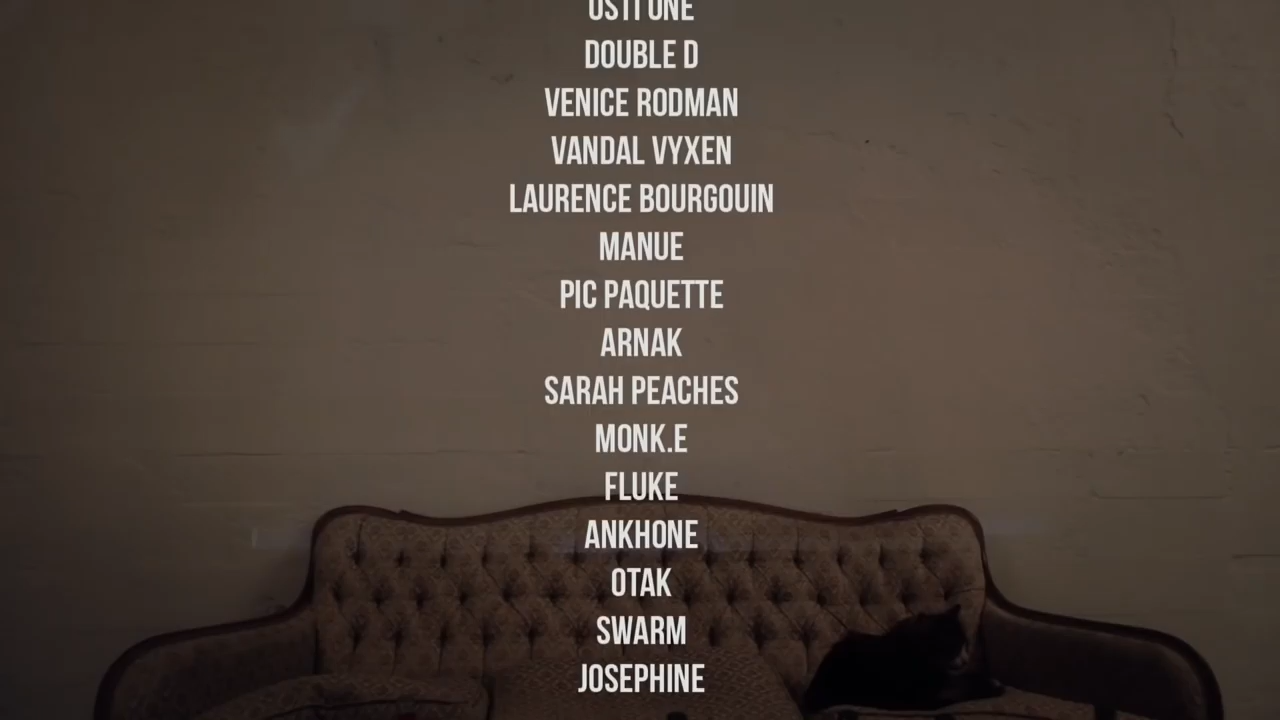 ONE
DOUBLE D
VENICE RODMAN
VANDAL VYXEN
LAURENCE BOURGOUIN
MANUE
PIC PAQUETTE
ARNAK
SARAH PEACHES
MONK.E
FLUKE
ANKHONE
OTAK
SWARM
JOSEPHINE